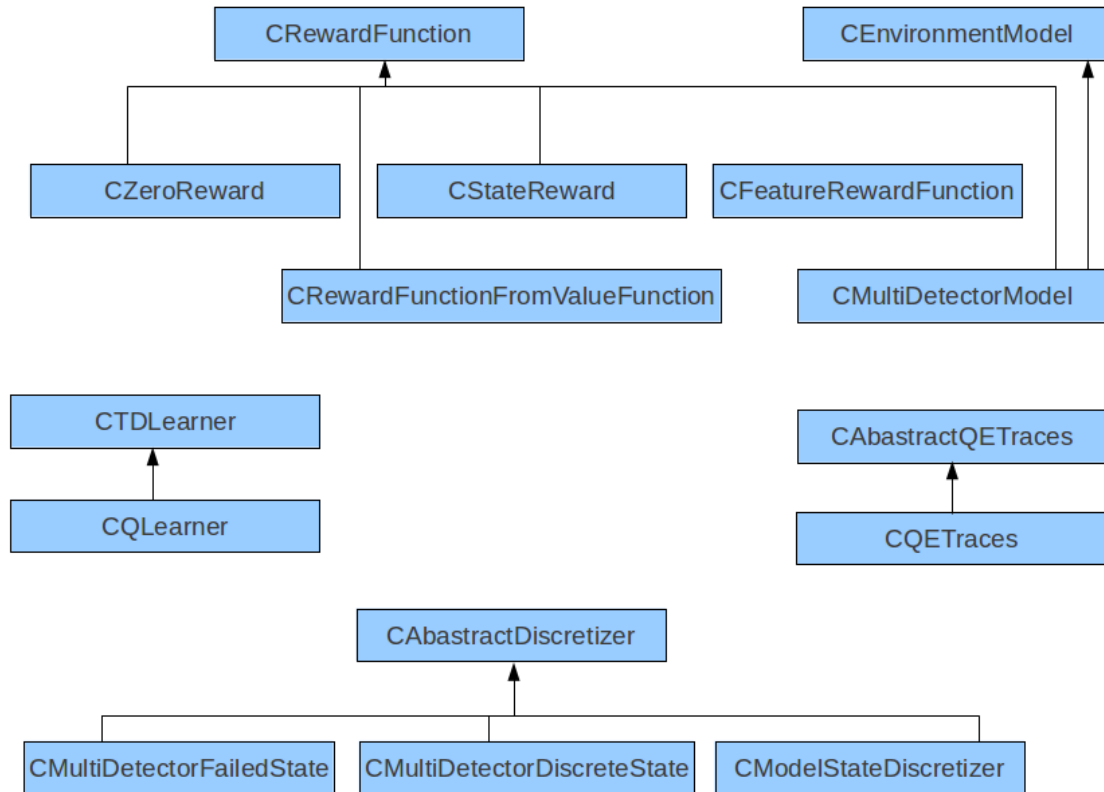 CRewardFunction
CEnvironmentModel
CZeroReward
CStateReward
CFeatureRewardFunction
CRewardFunctionFromValueFunction
CMultiDetectorModel
CTDLearner
CAbastractQETraces
CQLearner
CQETraces
CAbastractDiscretizer
CMultiDetectorFailedState
CMultiDetectorDiscreteState
CModelStateDiscretizer